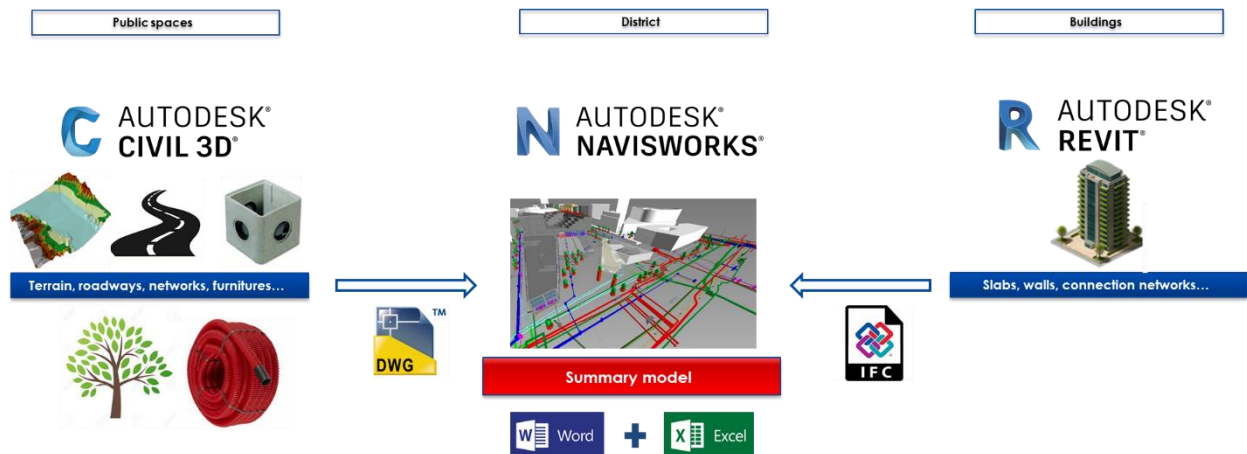 Public spaces
District
Buildings
C AUTODESK®
CIVIL 3D®
N AUTODESK®
NAVISWORKS®
R AUTODESK®
REVIT®
Terrain, roadways, networks, furnitures...
Slabs, walls, connection networks...
DWG TM
IFC
Summary model
W Word
+
X Excel